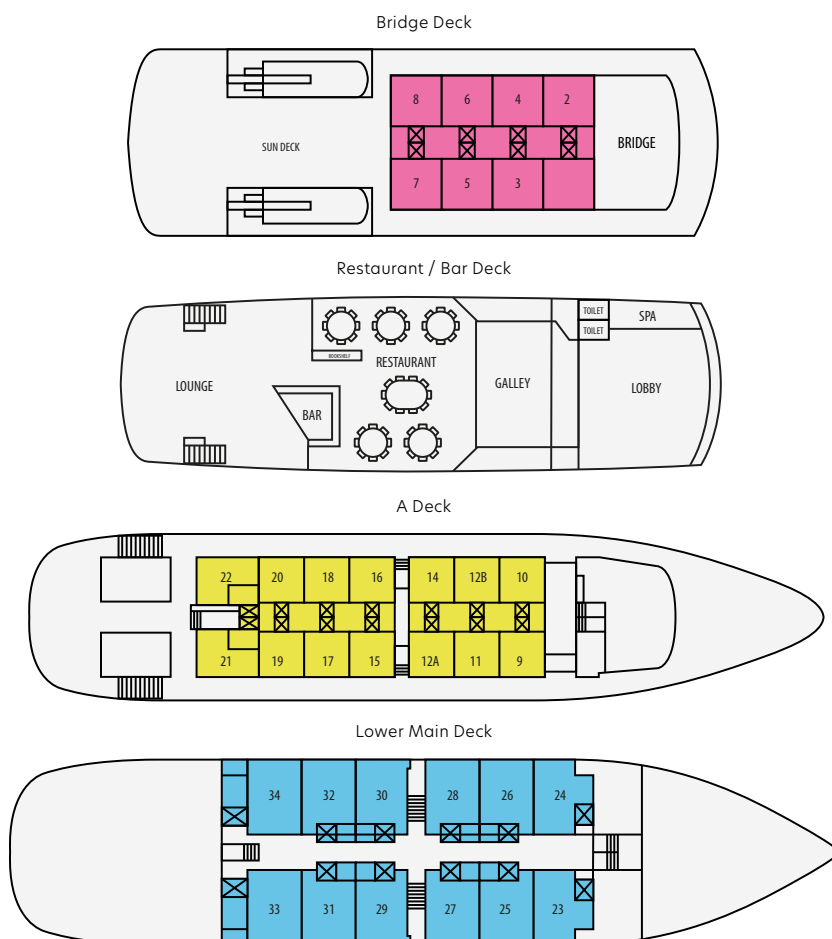 Bridge Deck
8 6 4 2
SUN DECK
BRIDGE
7 5 3
Restaurant / Bar Deck
TOILET
SPA
TOILET
BOOKSHELF
RESTAURANT
LOUNGE
GALLEY
LOBBY
BAR
A Deck
22 20 18 16 14 12B 10
21 19 17 15 12A 11 9
Lower Main Deck
34 32 30 28 26 24
33 31 29 27 25 23